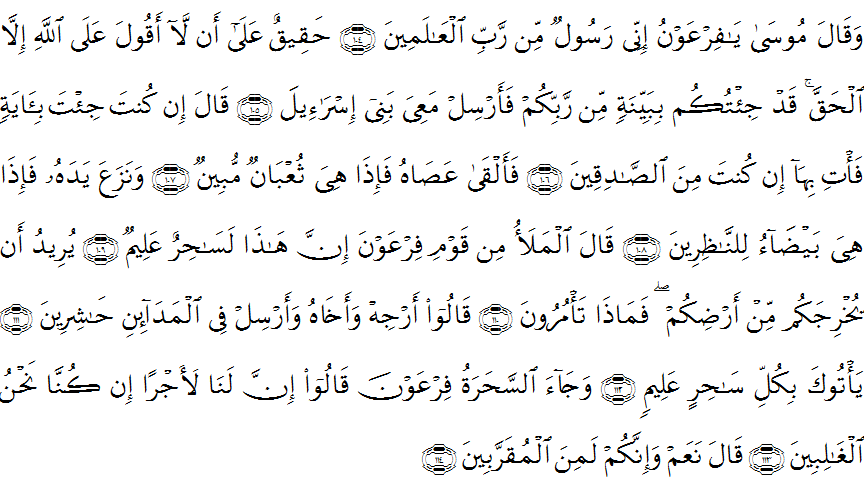 وَقَالَ مُوسَىٰ يَـٰفِرْعَوْنُ إِنِّى رَسُولٌ مِّن رَّبِّ ٱلْعَـٰلَمِينَ ١٠٤ حَقِيقٌ عَلَىٰٓ أَن لَّآ أَقُولَ عَلَى ٱللَّهِ إِلَّا
ٱلْحَقَّ ۚ قَدْ جِئْتُكُم بِبَيِّنَةٍ مِّن رَّبِّكُمْ فَأَرْسِلْ مَعِىَ بَنِىٓ إِسْرَٰٓءِيلَ ١٠٥ قَالَ إِن كُنتَ جِئْتَ بِـَٔايَةٍ
فَأْتِ بِهَآ إِن كُنتَ مِنَ ٱلصَّـٰدِقِينَ ١٠٦ فَأَلْقَىٰ عَصَاهُ فَإِذَا هِىَ ثُعْبَانٌ مُّبِينٌ ١٠٧ وَنَزَعَ يَدَهُۥ فَإِذَا
هِىَ بَيْضَآءُ لِلنَّـٰظِرِينَ ١٠٨ قَالَ ٱلْمَلَأُ مِن قَوْمِ فِرْعَوْنَ إِنَّ هَـٰذَا لَسَـٰحِرٌ عَلِيمٌ ١٠٩ يُرِيدُ أَن
يُخْرِجَكُم مِّنْ أَرْضِكُمْ ۖ فَمَاذَا تَأْمُرُونَ ١١٠ قَالُوٓا۟ أَرْجِهْ وَأَخَاهُ وَأَرْسِلْ فِى ٱلْمَدَآئِنِ حَـٰشِرِينَ ١١١
يَأْتُوكَ بِكُلِّ سَـٰحِرٍ عَلِيمٍ ١١٢ وَجَآءَ ٱلسَّحَرَةُ فِرْعَوْنَ قَالُوٓا۟ إِنَّ لَنَا لَأَجْرًا إِن كُنَّا نَحْنُ
ٱلْغَـٰلِبِينَ ١١٣ قَالَ نَعَمْ وَإِنَّكُمْ لَمِنَ ٱلْمُقَرَّبِينَ ١١٤